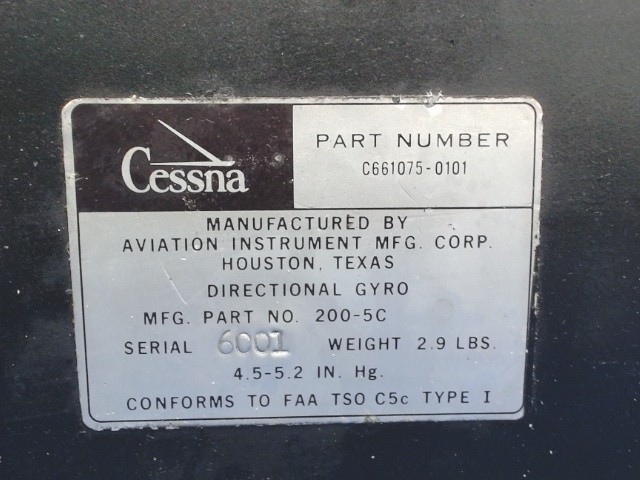 Cessna
PART NUMBER
C661075-0101
MANUFACTURED BY
AVIATION INSTRUMENT MFG. CORP.
HOUSTON, TEXAS
DIRECTIONAL GYRO
MFG. PART NO. 200-5C
SERIAL 6001 WEIGHT 2.9 LBS.
4.5-5.2 IN. Hg.
CONFORMS TO FAA TSO C5c TYPE I